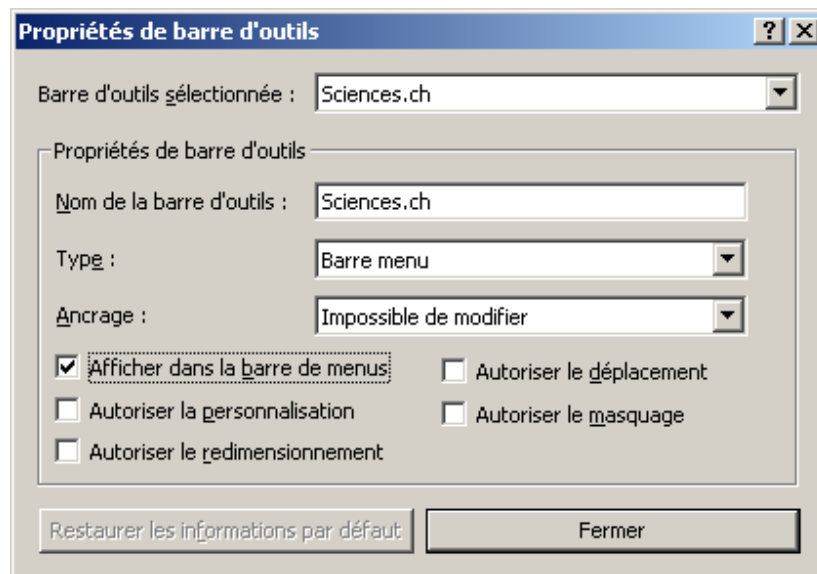 Propriétés de barre d'outils
Barre d'outils sélectionnée : Sciences.ch
Propriétés de barre d'outils
Nom de la barre d'outils : Sciences.ch
Type : Barre menu
Ancrage : Impossible de modifier
Afficher dans la barre de menus Autoriser le déplacement
Autoriser la personnalisation Autoriser le masquage
Autoriser le redimensionnement
Restaurer les informations par défaut Fermer